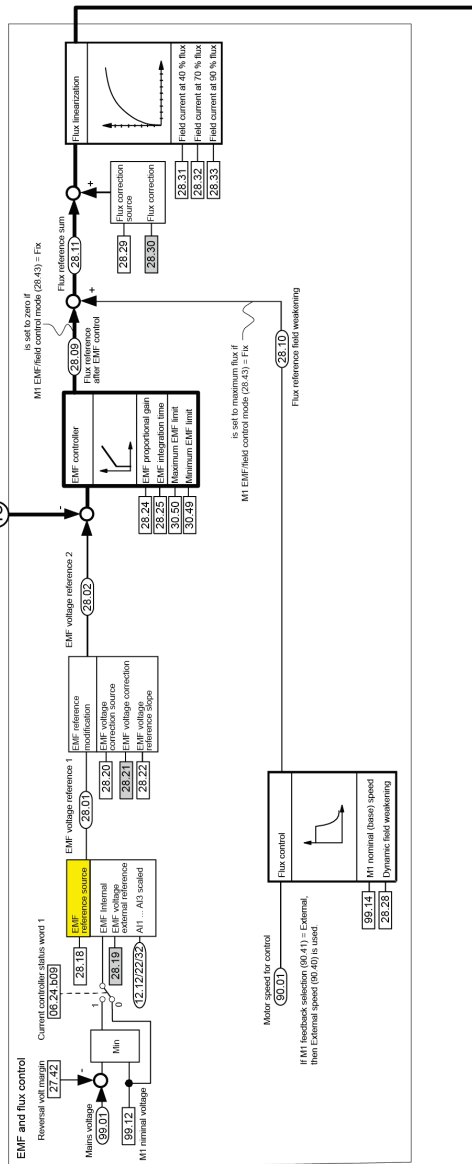 EMF and flux control
Reversal volt margin
27.42
-
Mains voltage
99.01
99.12
M1 niminal voltage
Min
Current controller status word 1
06.24.b09
1
0
28.18
EMF
reference source
EMF Internal
EMF voltage
external reference
28.19
AI1 ... AI3 scaled
12.12/22/32
EMF voltage reference 1
28.01
EMF reference
modification
28.20
EMF voltage
correction source
28.21
EMF voltage correction
28.22
EMF voltage
reference slope
EMF voltage reference 2
28.02
-
EMF controller
28.24
EMF proportional gain
28.25
EMF integration time
30.50
Maximum EMF limit
30.49
Minimum EMF limit
is set to zero if
M1 EMF/field control mode (28.43) = Fix
28.09
Flux reference
after EMF control
+
Flux reference sum
28.11
+
28.29
Flux correction
source
28.30
Flux correction
Flux linearization
28.31
Field current at 40 % flux
28.32
Field current at 70 % flux
28.33
Field current at 90 % flux
Motor speed for control
90.01
If M1 feedback selection (90.41) = External,
then External speed (90.40) is used.
Flux control
99.14
M1 nominal (base) speed
28.28
Dynamic field weakening
is set to maximum flux if
M1 EMF/field control mode (28.43) = Fix
28.10
Flux reference field weakening